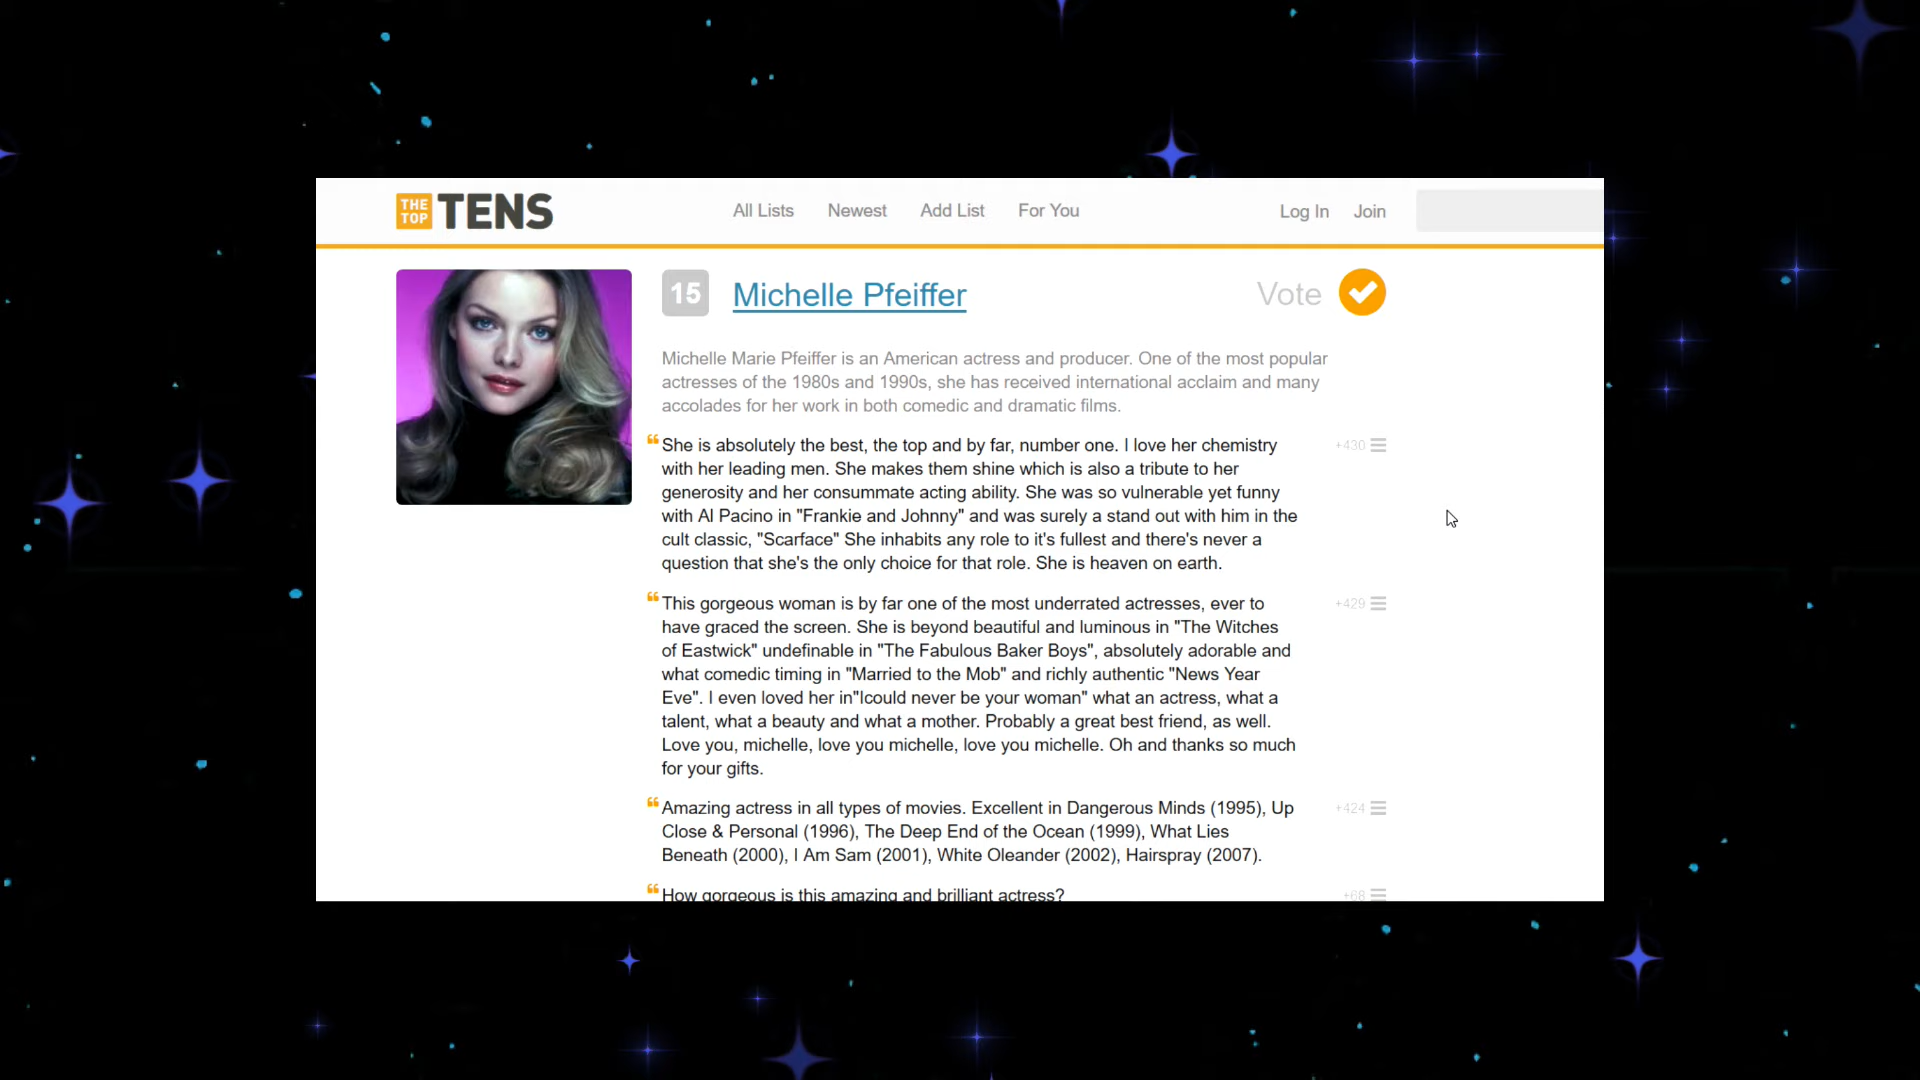 THE TOP TENS
All Lists Newest Add List For You Log In Join
15 Michelle Pfeiffer Vote
Michelle Marie Pfeiffer is an American actress and producer. One of the most popular
actresses of the 1980s and 1990s, she has received international acclaim and many
accolades for her work in both comedic and dramatic films.
❝ She is absolutely the best, the top and by far, number one. I love her chemistry +430
with her leading men. She makes them shine which is also a tribute to her
generosity and her consummate acting ability. She was so vulnerable yet funny
with Al Pacino in "Frankie and Johnny" and was surely a stand out with him in the
cult classic, "Scarface" She inhabits any role to it's fullest and there's never a
question that she's the only choice for that role. She is heaven on earth.
❝ This gorgeous woman is by far one of the most underrated actresses, ever to +429
have graced the screen. She is beyond beautiful and luminous in "The Witches
of Eastwick" undefinable in "The Fabulous Baker Boys", absolutely adorable and
what comedic timing in "Married to the Mob" and richly authentic "News Year
Eve". I even loved her in"Icould never be your woman" what an actress, what a
talent, what a beauty and what a mother. Probably a great best friend, as well.
Love you, michelle, love you michelle, love you michelle. Oh and thanks so much
for your gifts.
❝ Amazing actress in all types of movies. Excellent in Dangerous Minds (1995), Up +424
Close & Personal (1996), The Deep End of the Ocean (1999), What Lies
Beneath (2000), I Am Sam (2001), White Oleander (2002), Hairspray (2007).
❝ How gorgeous is this amazing and brilliant actress? +68